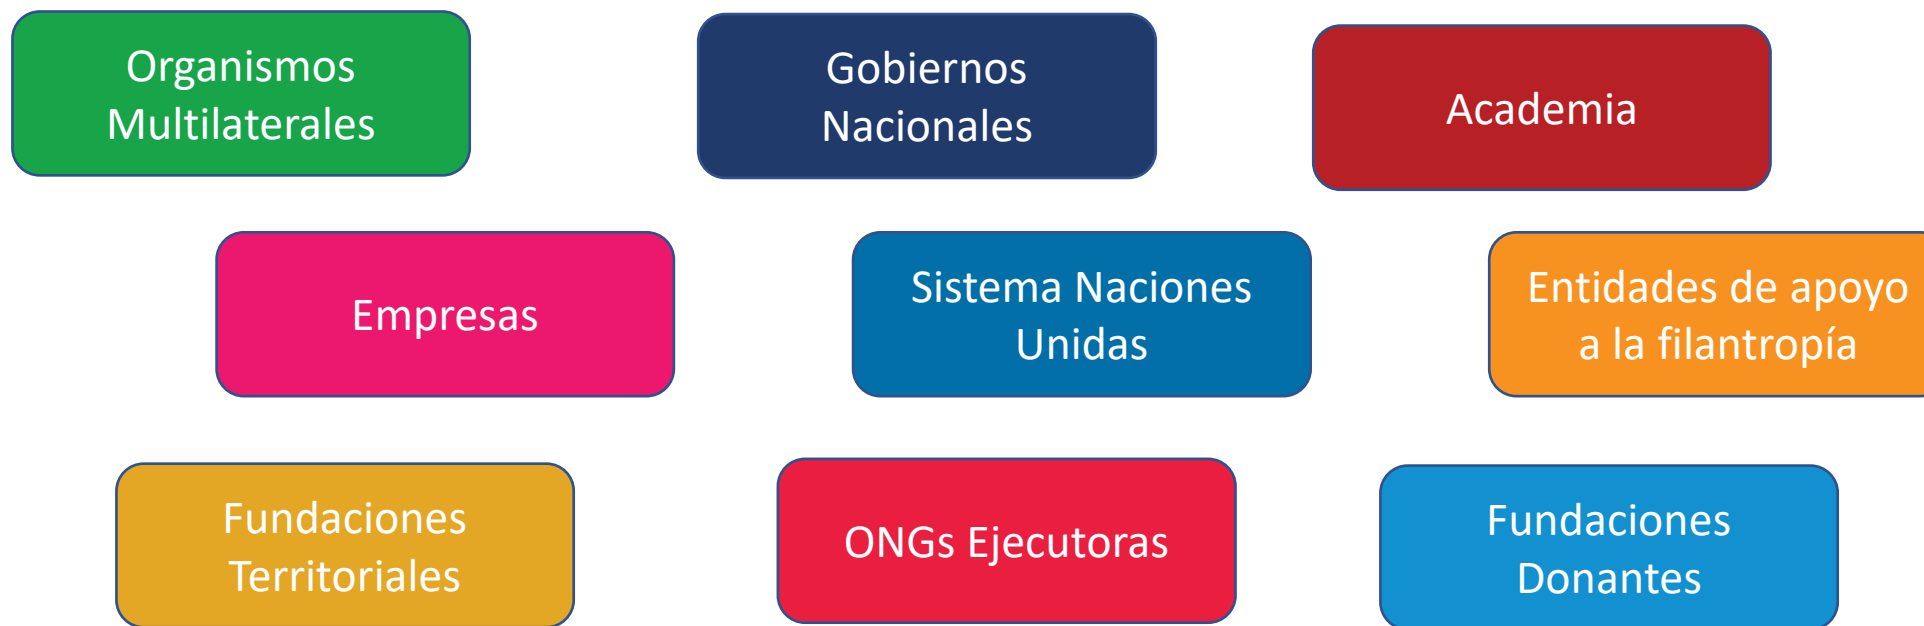 Organismos
Multilaterales
Gobiernos
Nacionales
Academia
Empresas
Sistema Naciones
Unidas
Entidades de apoyo
a la filantropía
Fundaciones
Territoriales
ONGs Ejecutoras
Fundaciones
Donantes